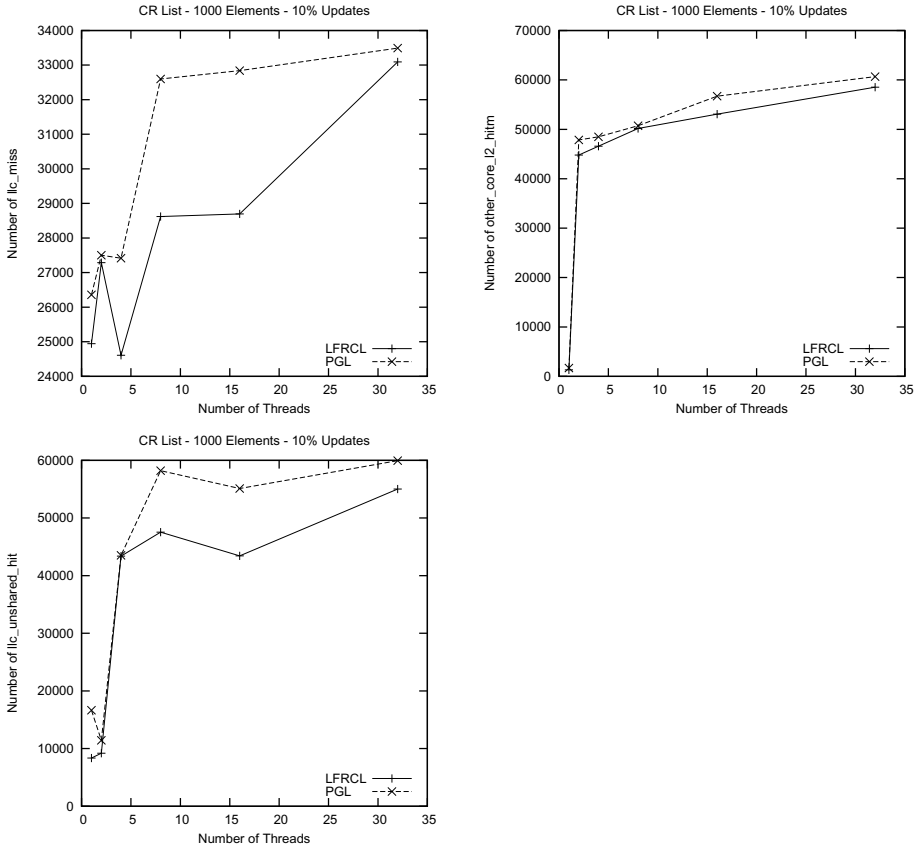 CR List - 1000 Elements - 10% Updates
34000
33000
32000
31000
30000
29000
28000
27000
26000
25000
24000
Number of llc_miss
LFRCL
PGL
0 5 10 15 20 25 30 35
Number of Threads
CR List - 1000 Elements - 10% Updates
70000
60000
50000
40000
30000
20000
10000
0
Number of other_core_l2_hitm
LFRCL
PGL
0 5 10 15 20 25 30 35
Number of Threads
CR List - 1000 Elements - 10% Updates
60000
50000
40000
30000
20000
10000
0
Number of llc_unshared_hit
LFRCL
PGL
0 5 10 15 20 25 30 35
Number of Threads